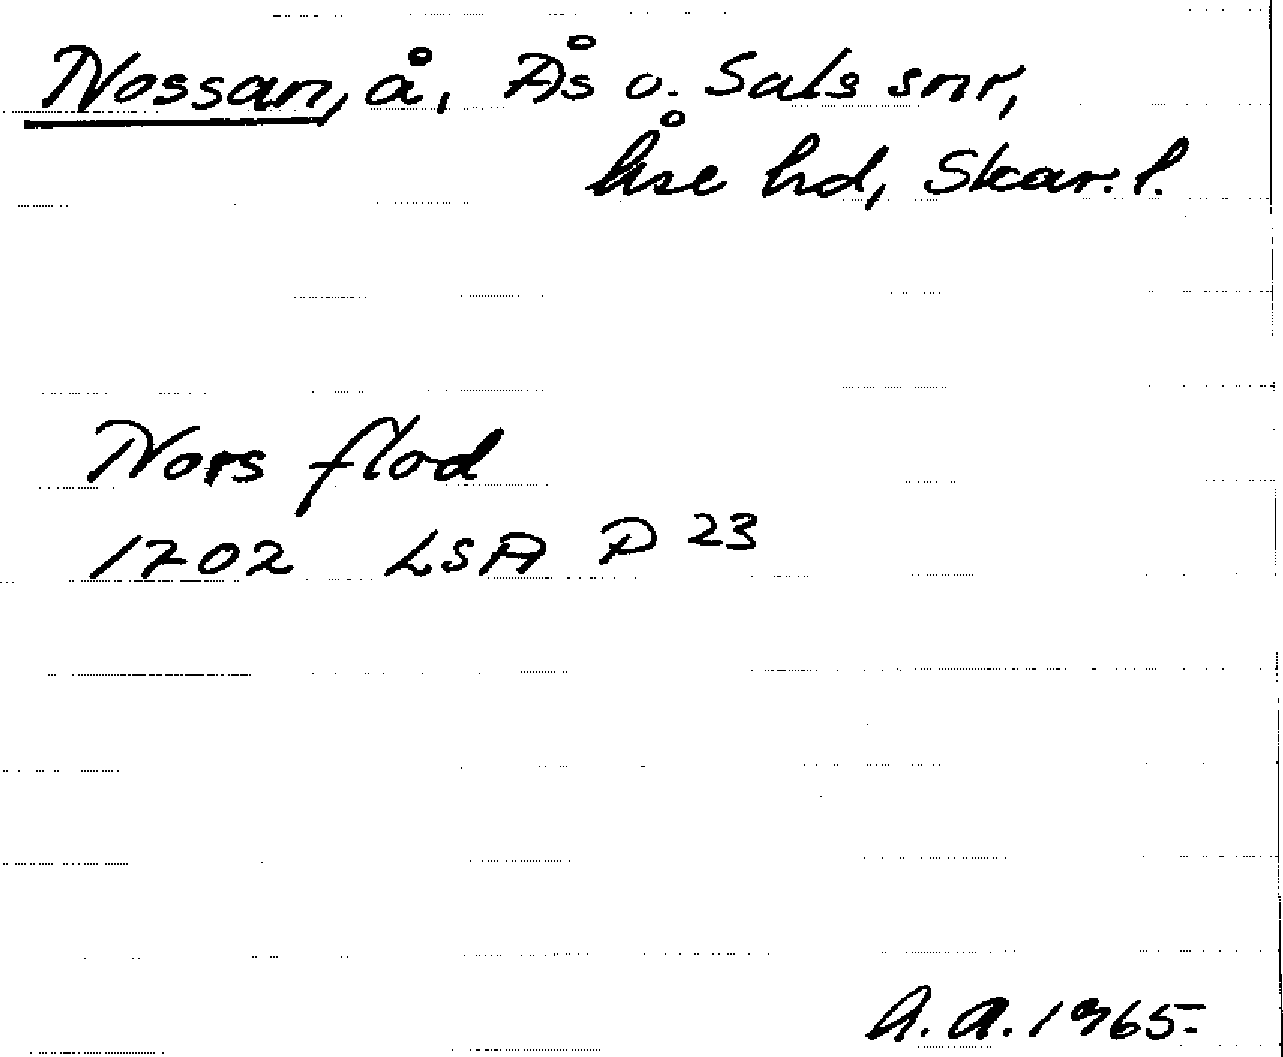 Nossan, å, Ås o. Sals snr,
Åse hd, Skar. l.
Nors flod
1702 LSA P 23
A. A. 1965.